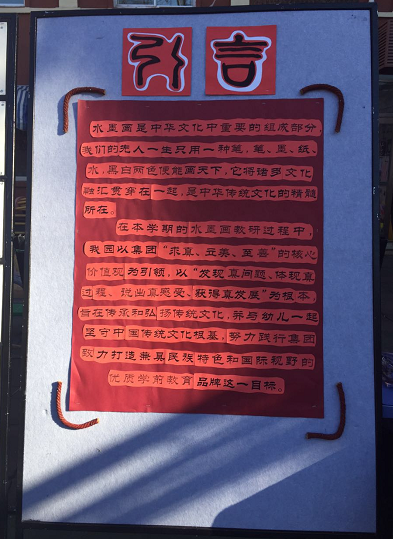 引言
水墨画是中华文化中重要的组成部分
我们的先人一生只用一种笔,笔、墨、纸、
水,黑白两色便能画天下,它将诸多文化
融汇贯穿在一起,是中华传统文化的精髓
所在。
在本学期的水墨画教研过程中,
我园以集团“求真、立美、至善”的核心
价值观为引领,以“发现真问题、体现真
过程、说出真感受、获得真发展”为根本,
旨在传承和弘扬传统文化,并与幼儿一起
坚守中国传统文化根基,努力践行集团
致力打造兼具民族特色和国际视野的
优质学前教育品牌这一目标。